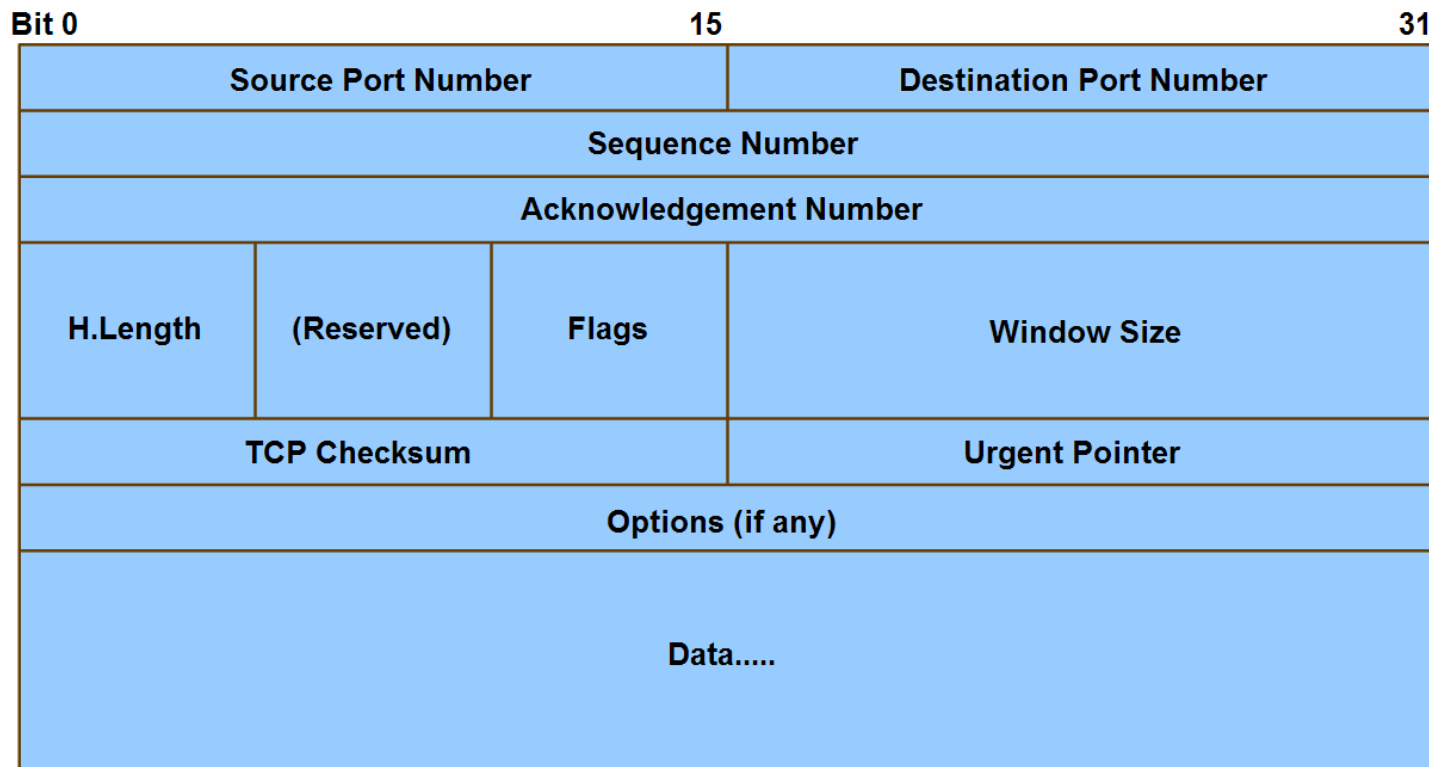 Bit 0 15 31
Source Port Number Destination Port Number
Sequence Number
Acknowledgement Number
H.Length (Reserved) Flags Window Size
TCP Checksum Urgent Pointer
Options (if any)
Data.....